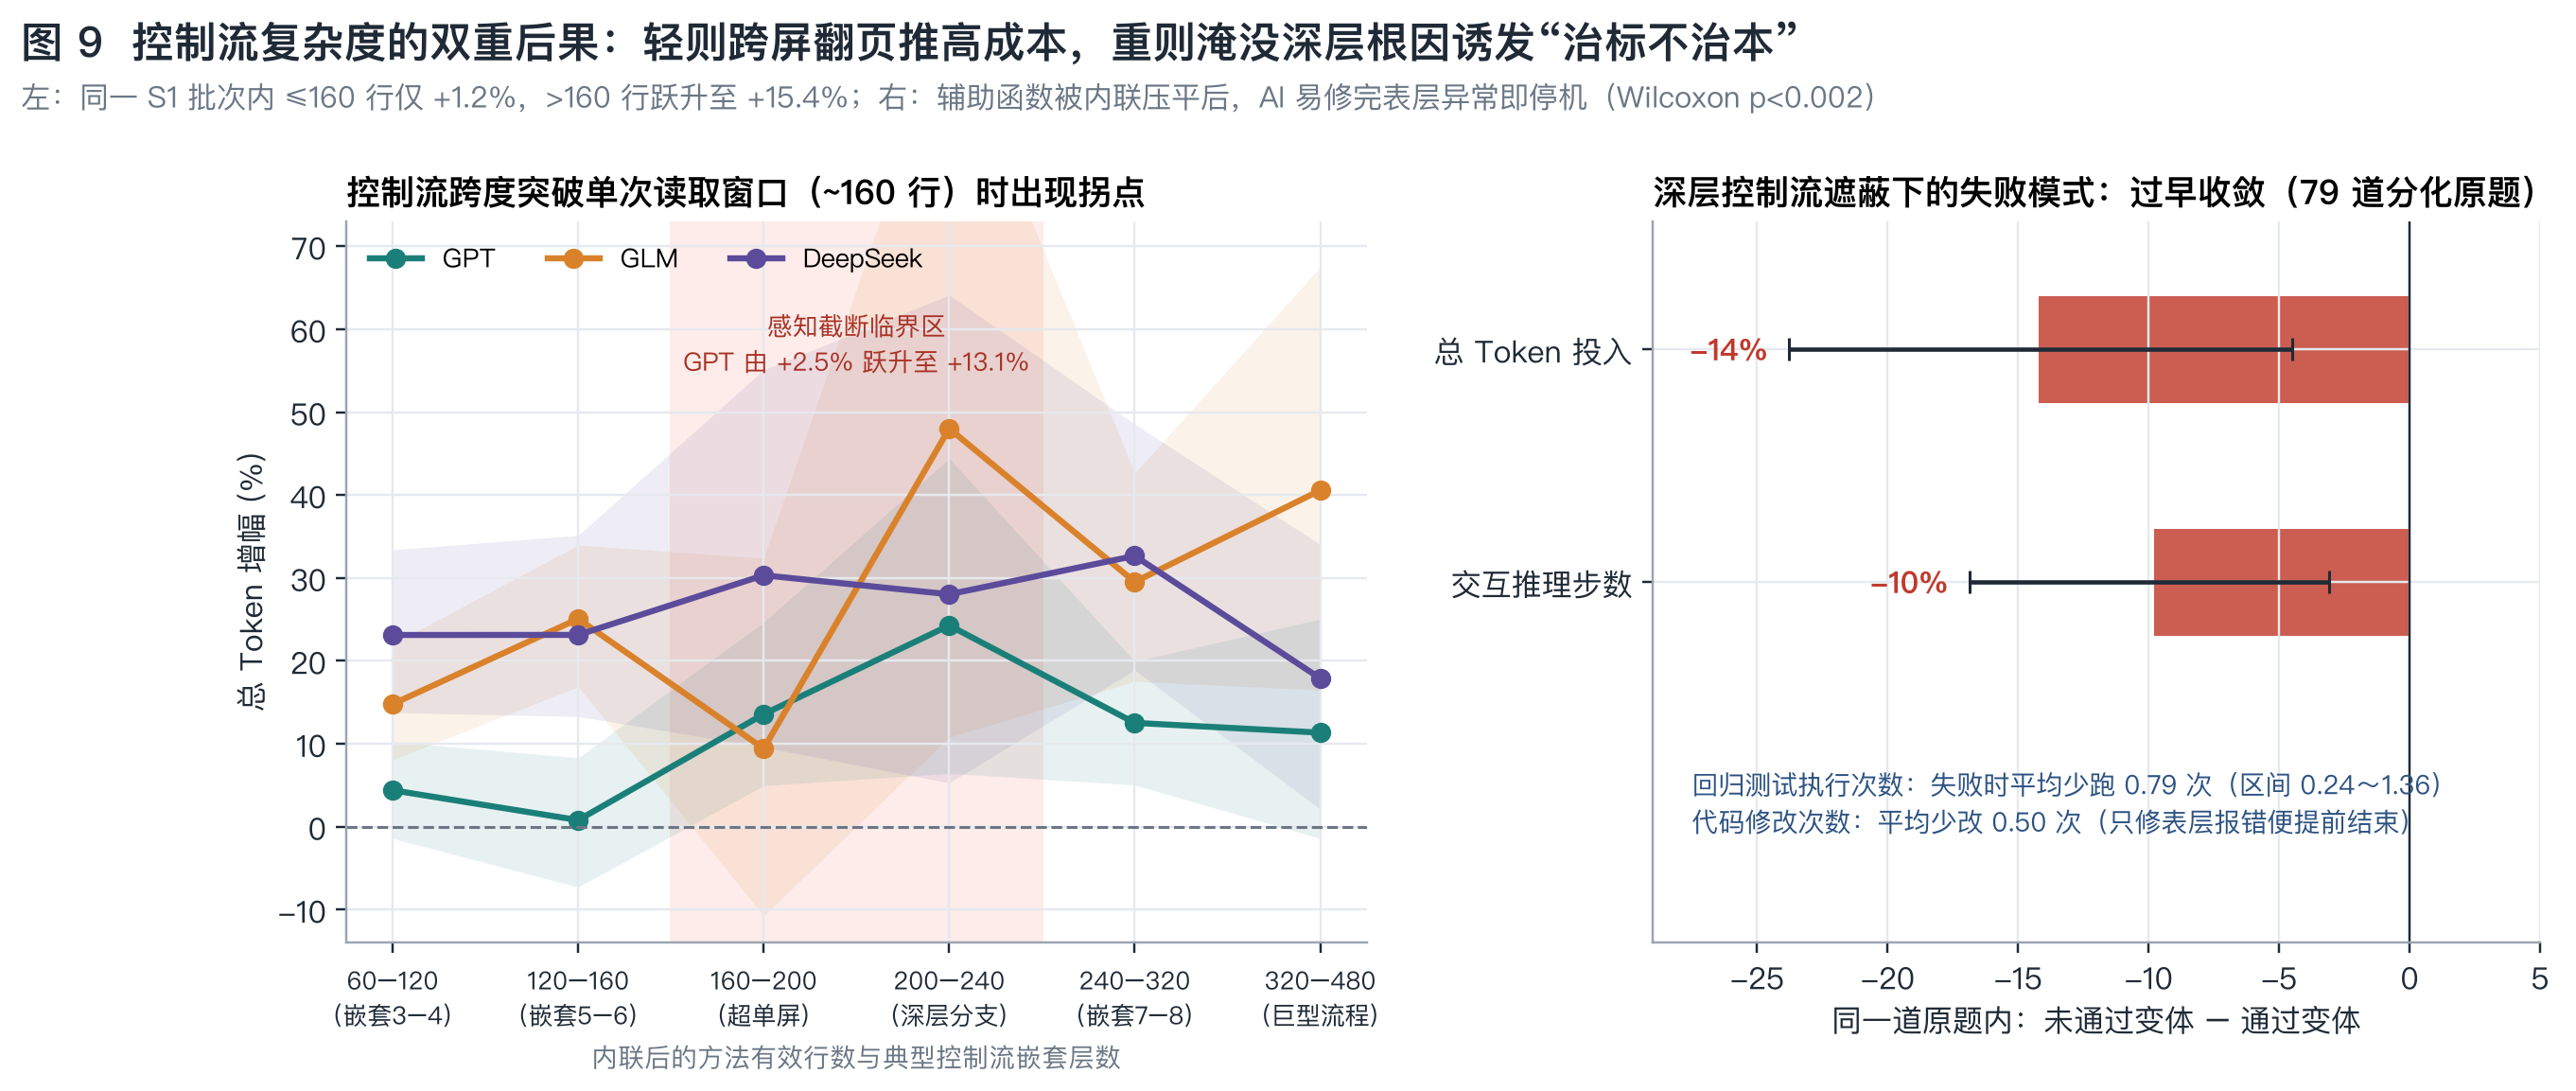 图 9 控制流复杂度的双重后果：轻则跨屏翻页推高成本，重则淹没深层根因诱发“治标不治本”
左：同一 S1 批次内 ≤160 行仅 +1.2%，>160 行跃升至 +15.4%；右：辅助函数被内联压平后，AI 易修完表层异常即停机（Wilcoxon p<0.002）
控制流跨度突破单次读取窗口（~160 行）时出现拐点
GPT
GLM
DeepSeek
感知截断临界区
GPT 由 +2.5% 跃升至 +13.1%
总 Token 增幅 (%)
70
60
50
40
30
20
10
0
−10
60–120
(嵌套3–4)
120–160
(嵌套5–6)
160–200
(超单屏)
200–240
(深层分支)
240–320
(嵌套7–8)
320–480
(巨型流程)
内联后的方法有效行数与典型控制流嵌套层数
深层控制流遮蔽下的失败模式：过早收敛（79 道分化原题）
总 Token 投入
−14%
交互推理步数
−10%
回归测试执行次数：失败时平均少跑 0.79 次（区间 0.24～1.36）
代码修改次数：平均少改 0.50 次（只修表层报错便提前结束）
−25
−20
−15
−10
−5
0
5
同一道原题内：未通过变体 − 通过变体